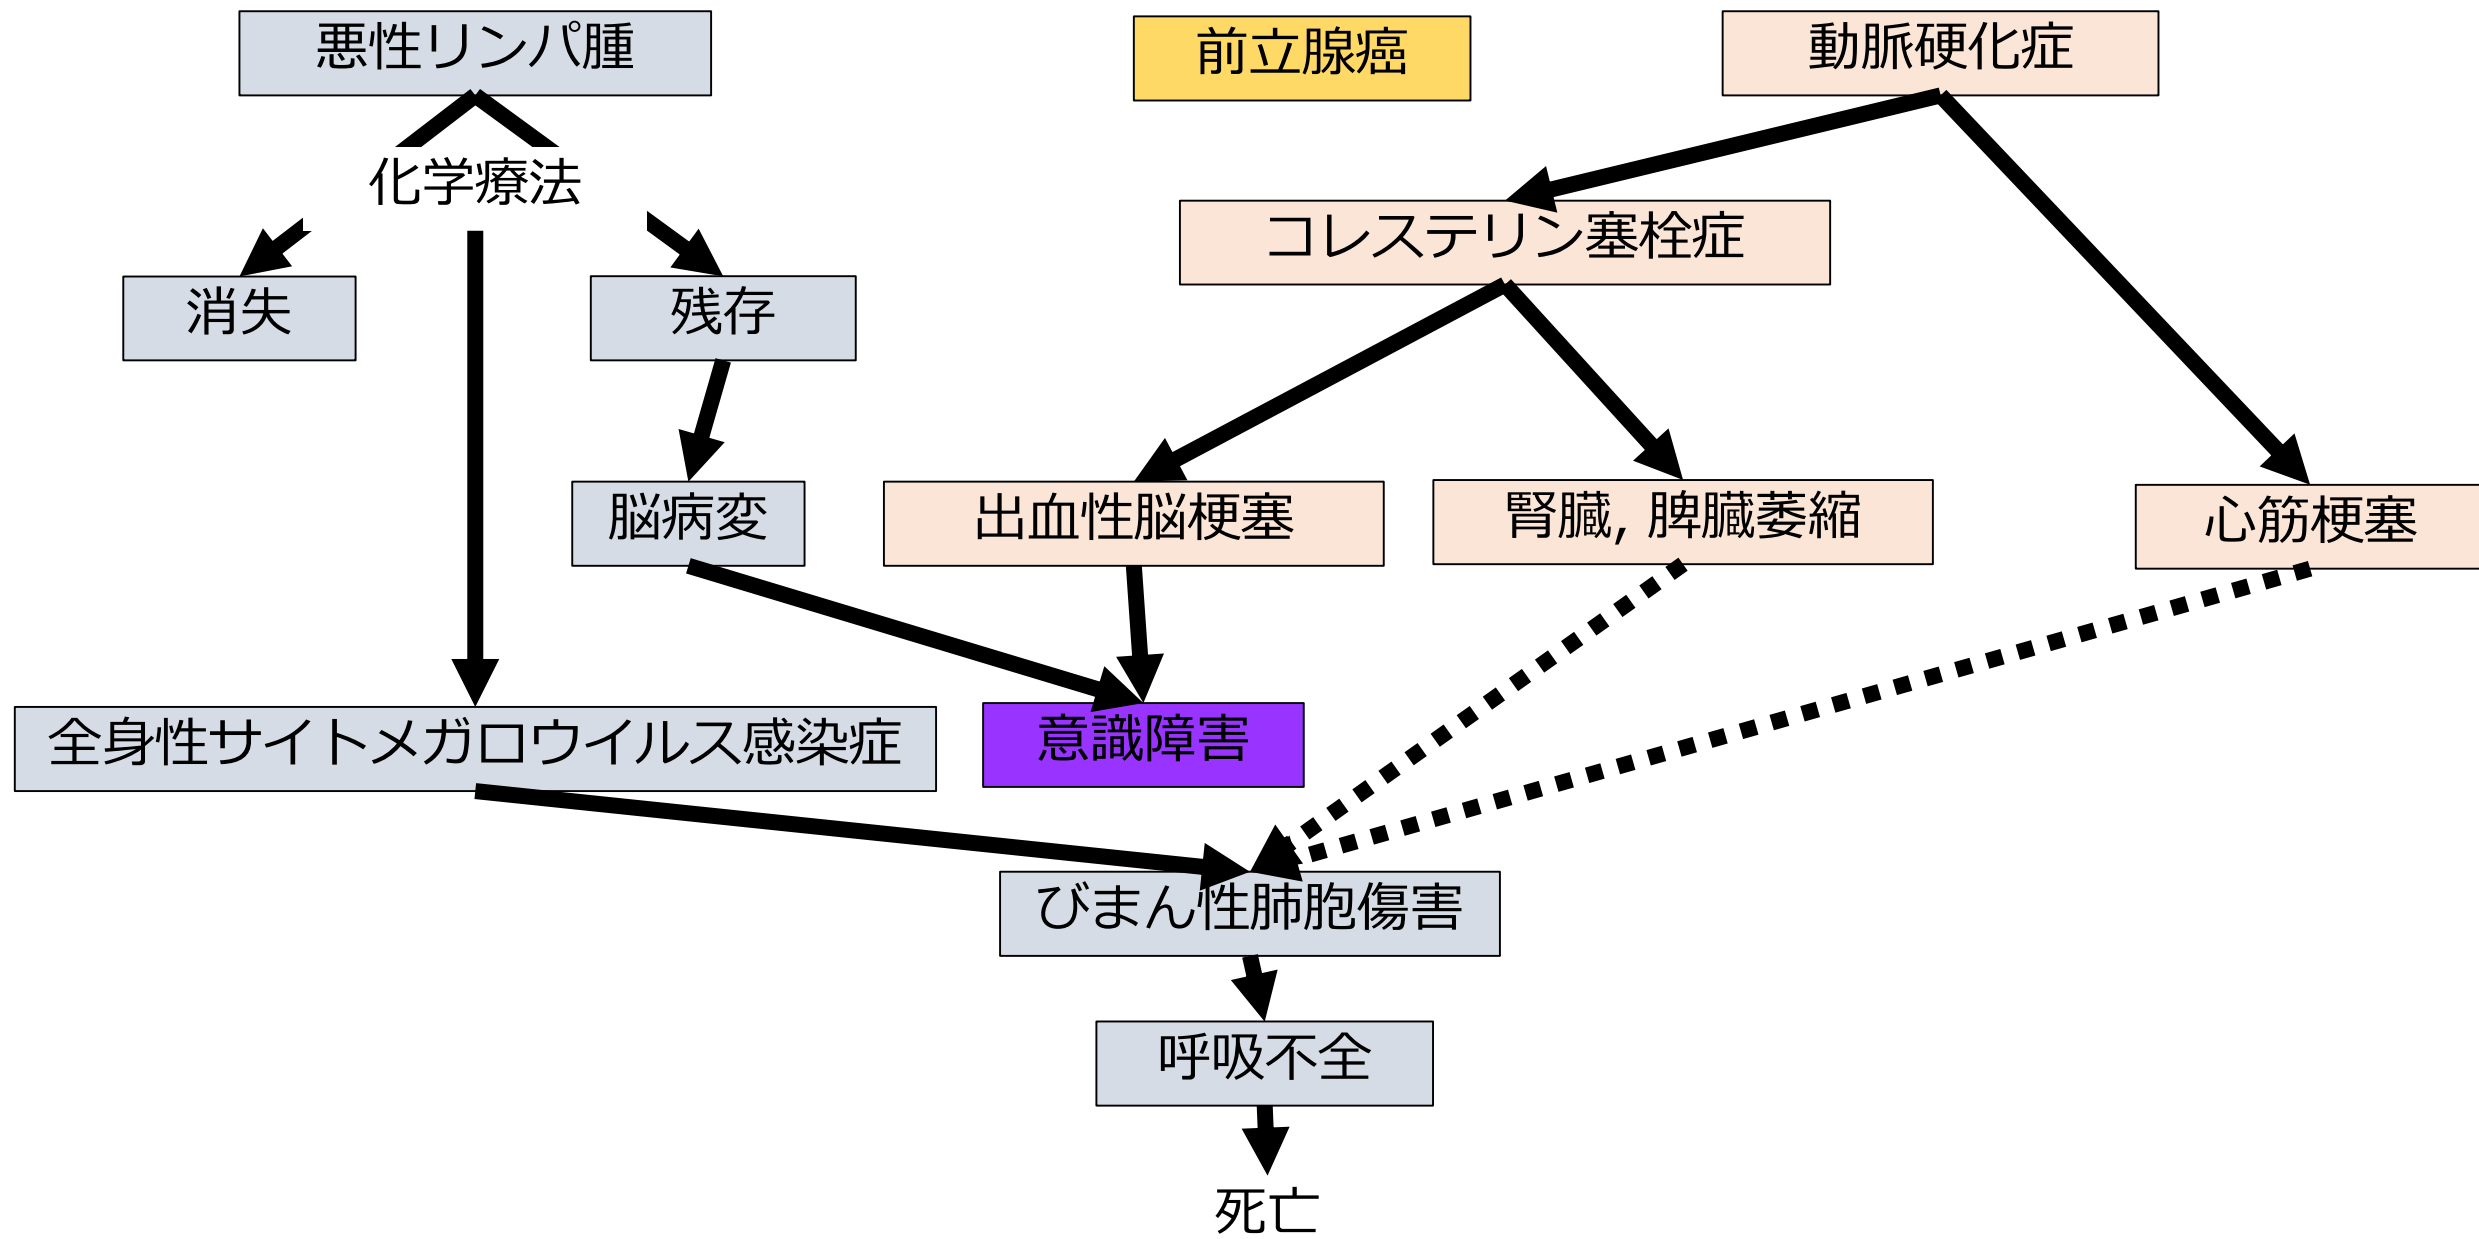 悪性リンパ腫
前立腺癌
動脈硬化症
化学療法
コレステリン塞栓症
消失
残存
脳病変
出血性脳梗塞
腎臓, 脾臓萎縮
心筋梗塞
全身性サイトメガロウイルス感染症
意識障害
びまん性肺胞傷害
呼吸不全
死亡